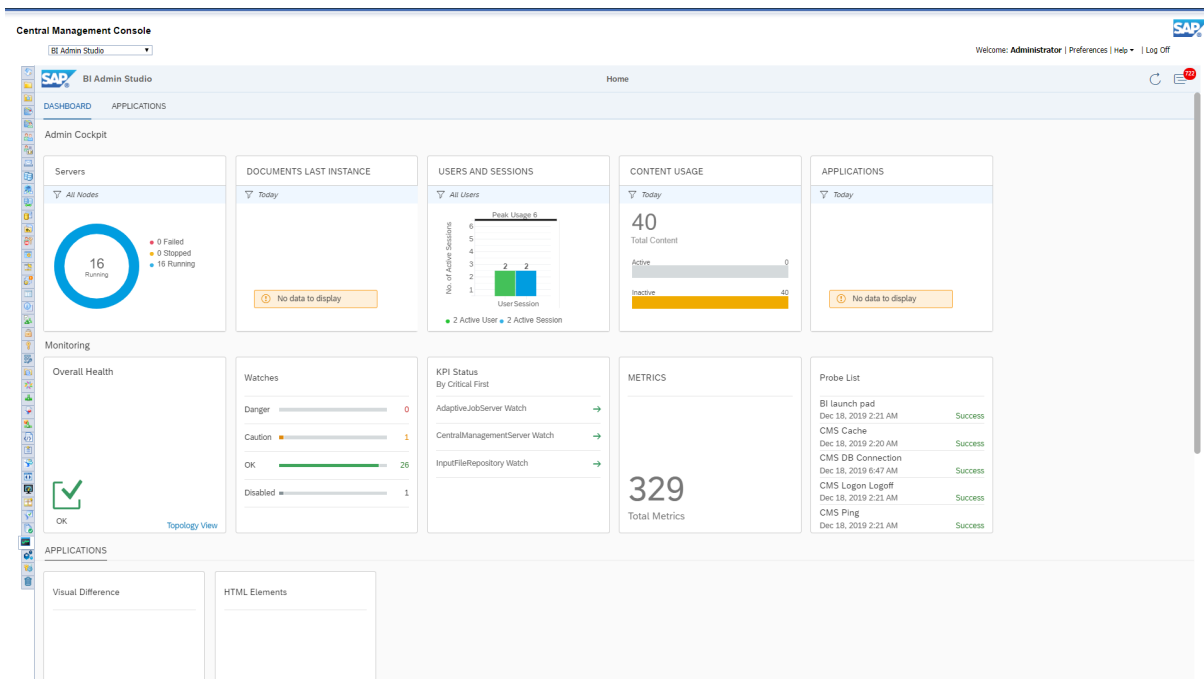 Central Management Console
SAP
BI Admin Studio
Welcome: Administrator | Preferences | Help | Log Off
SAP BI Admin Studio
Home
722
DASHBOARD APPLICATIONS
Admin Cockpit
Servers
All Nodes
16
Running
0 Failed
0 Stopped
16 Running
DOCUMENTS LAST INSTANCE
Today
No data to display
USERS AND SESSIONS
All Users
Peak Usage 6
No. of Active Sessions
6
5
4
3
2
1
2 2
User Session
2 Active User 2 Active Session
CONTENT USAGE
Today
40
Total Content
Active 0
Inactive 40
APPLICATIONS
Today
No data to display
Monitoring
Overall Health
OK
Topology View
Watches
Danger 0
Caution 1
OK 26
Disabled 1
KPI Status
By Critical First
AdaptiveJobServer Watch
CentralManagementServer Watch
InputFileRepository Watch
METRICS
329
Total Metrics
Probe List
BI launch pad
Dec 18, 2019 2:21 AM Success
CMS Cache
Dec 18, 2019 2:20 AM Success
CMS DB Connection
Dec 18, 2019 6:47 AM Success
CMS Logon Logoff
Dec 18, 2019 2:21 AM Success
CMS Ping
Dec 18, 2019 2:21 AM Success
APPLICATIONS
Visual Difference
HTML Elements